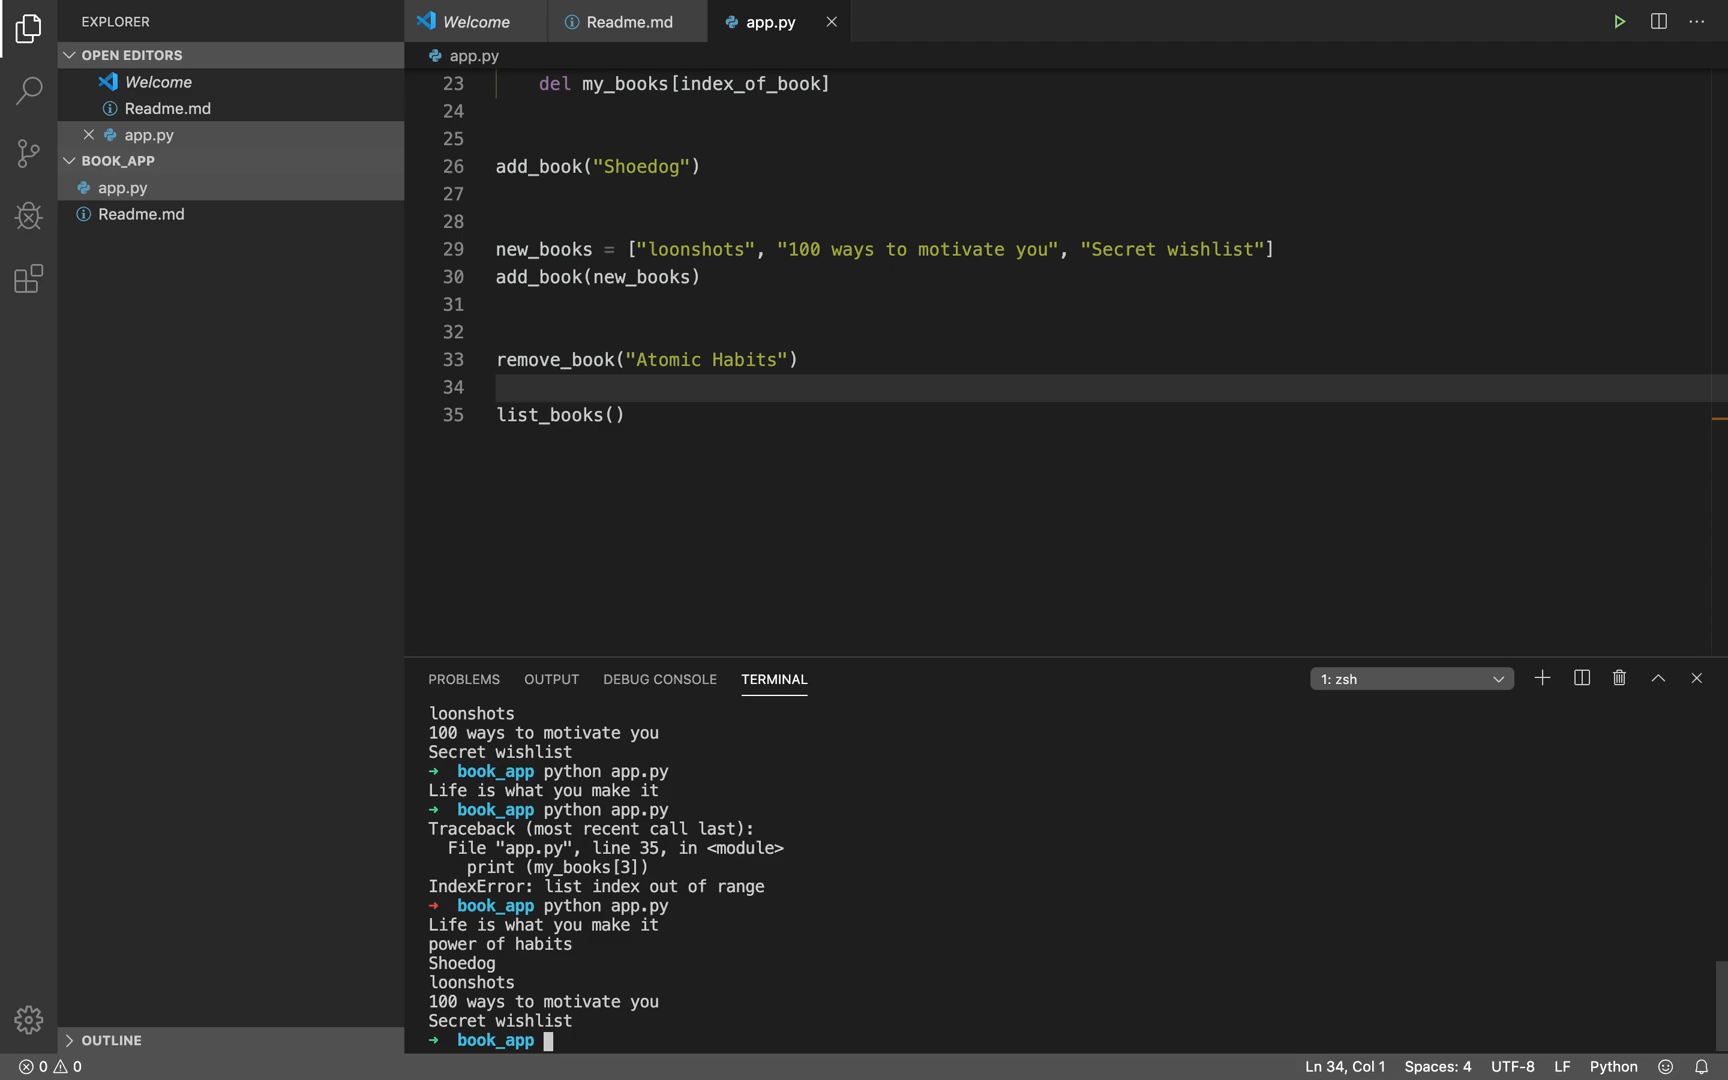 EXPLORER
OPEN EDITORS
Welcome
Readme.md
app.py
BOOK_APP
app.py
Readme.md
OUTLINE
Welcome
Readme.md
app.py
app.py
23 del my_books[index_of_book]
24
25
26 add_book("Shoedog")
27
28
29 new_books = ["loonshots", "100 ways to motivate you", "Secret wishlist"]
30 add_book(new_books)
31
32
33 remove_book("Atomic Habits")
34
35 list_books()
PROBLEMS OUTPUT DEBUG CONSOLE TERMINAL 1: zsh
loonshots
100 ways to motivate you
Secret wishlist
→ book_app python app.py
Life is what you make it
→ book_app python app.py
Traceback (most recent call last):
File "app.py", line 35, in <module>
print (my_books[3])
IndexError: list index out of range
→ book_app python app.py
Life is what you make it
power of habits
Shoedog
loonshots
100 ways to motivate you
Secret wishlist
→ book_app
0 0 Ln 34, Col 1 Spaces: 4 UTF-8 LF Python